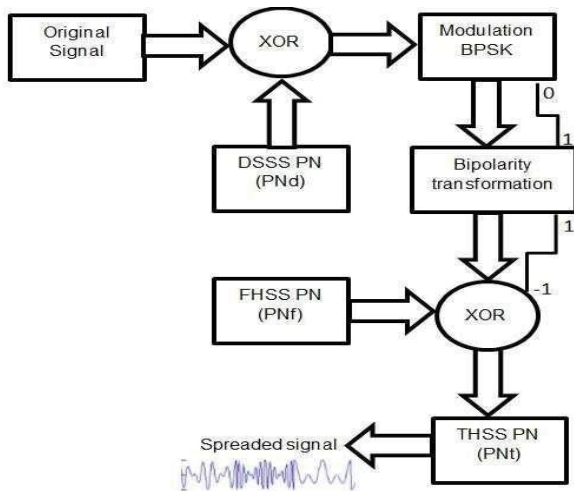 Original
Signal
XOR
Modulation
BPSK
0
1
DSSS PN
(PNd)
Bipolarity
transformation
1
-1
FHSS PN
(PNf)
XOR
THSS PN
(PNt)
Spreaded signal